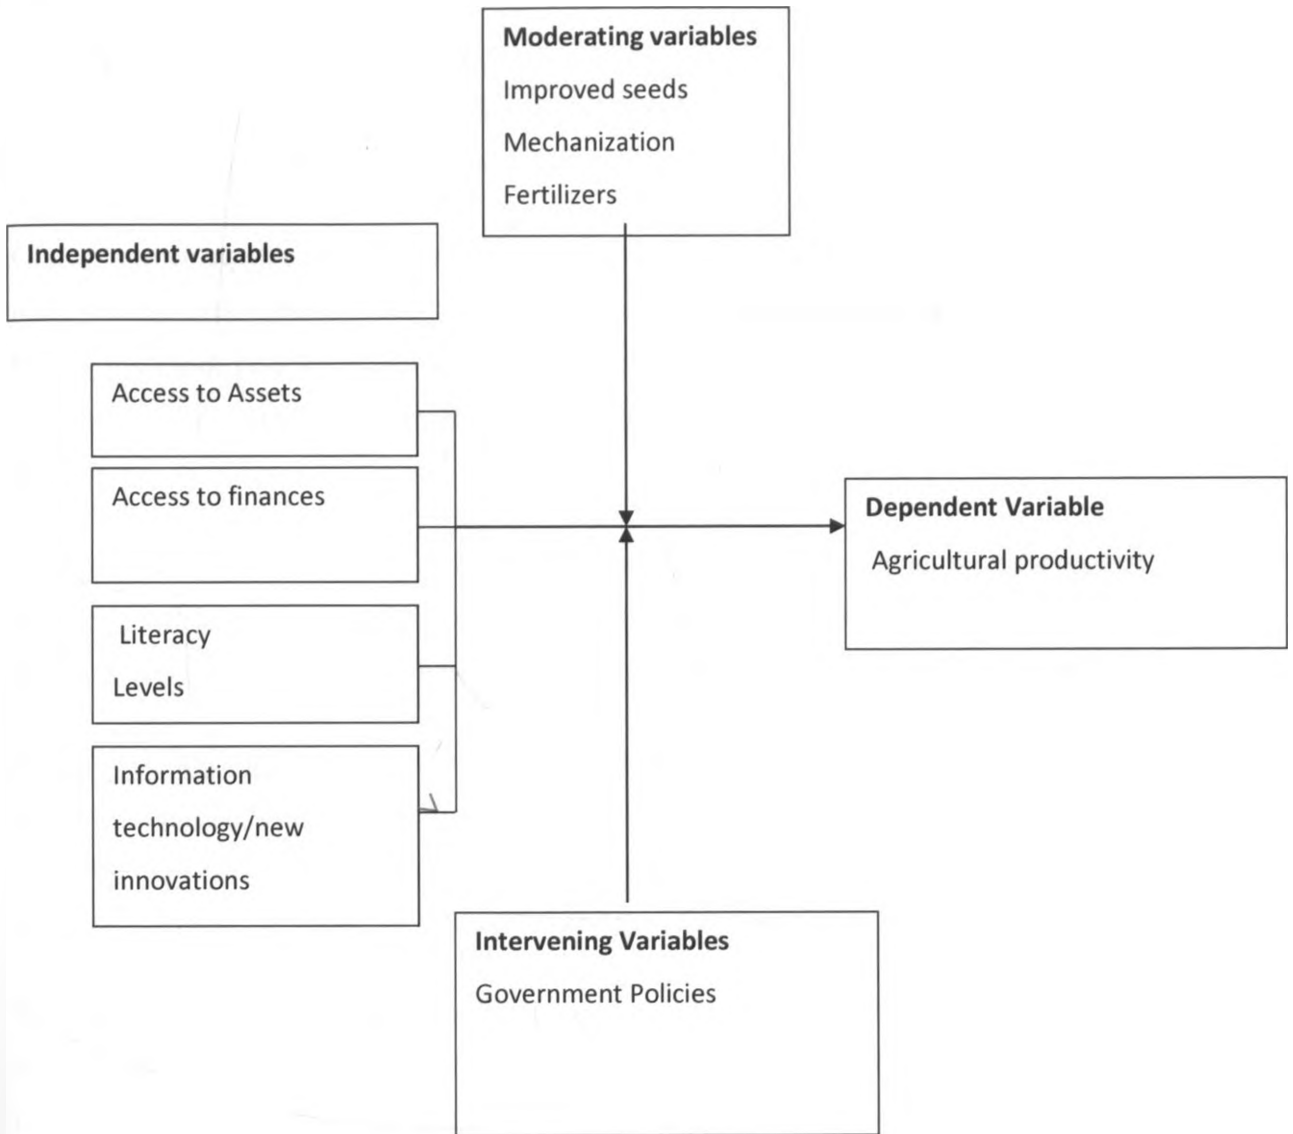 Moderating variables
Improved seeds
Mechanization
Fertilizers
Independent variables
Access to Assets
Access to finances
Literacy
Levels
Information
technology/new
innovations
Dependent Variable
Agricultural productivity
Intervening Variables
Government Policies